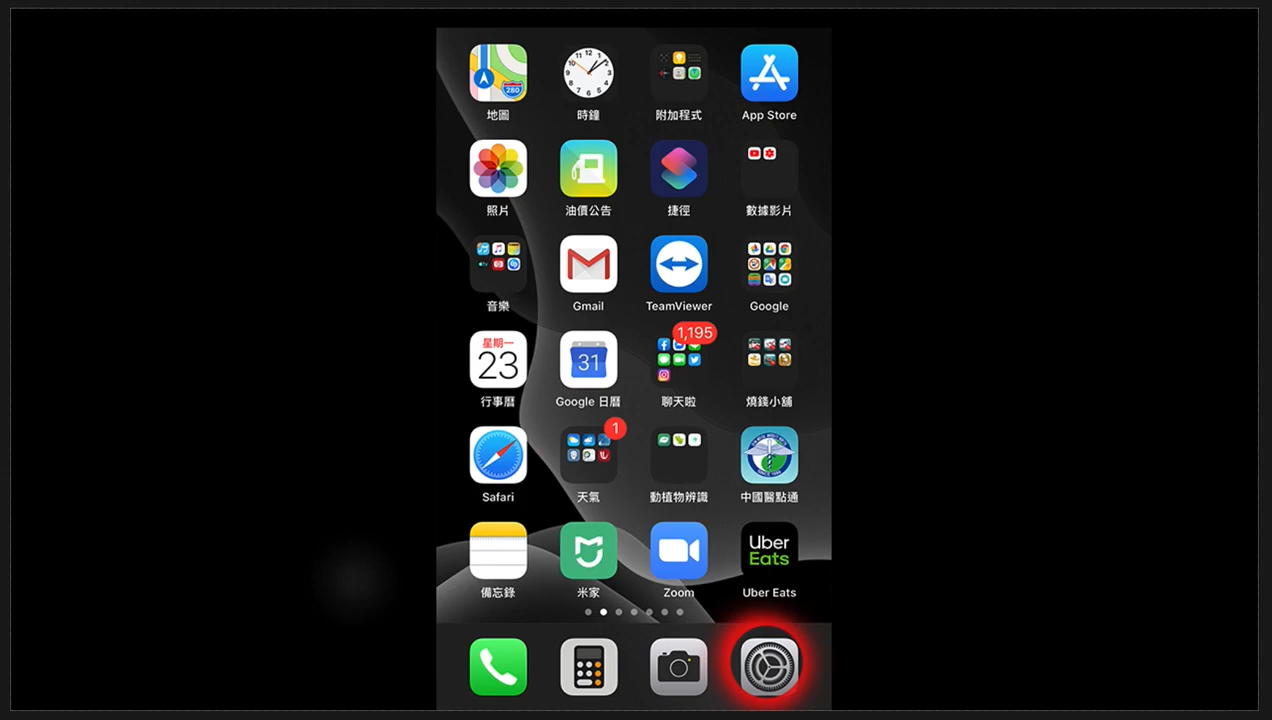 地圖
時鐘
附加程式
App Store
280
照片
油價公告
捷徑
數據影片
音樂
Gmail
TeamViewer
Google
1,195
星期一
23
31
行事曆
Google 日曆
聊天啦
燒錢小舖
1
Safari
天氣
動植物辨識
中國醫點通
Uber
Eats
備忘錄
米家
Zoom
Uber Eats